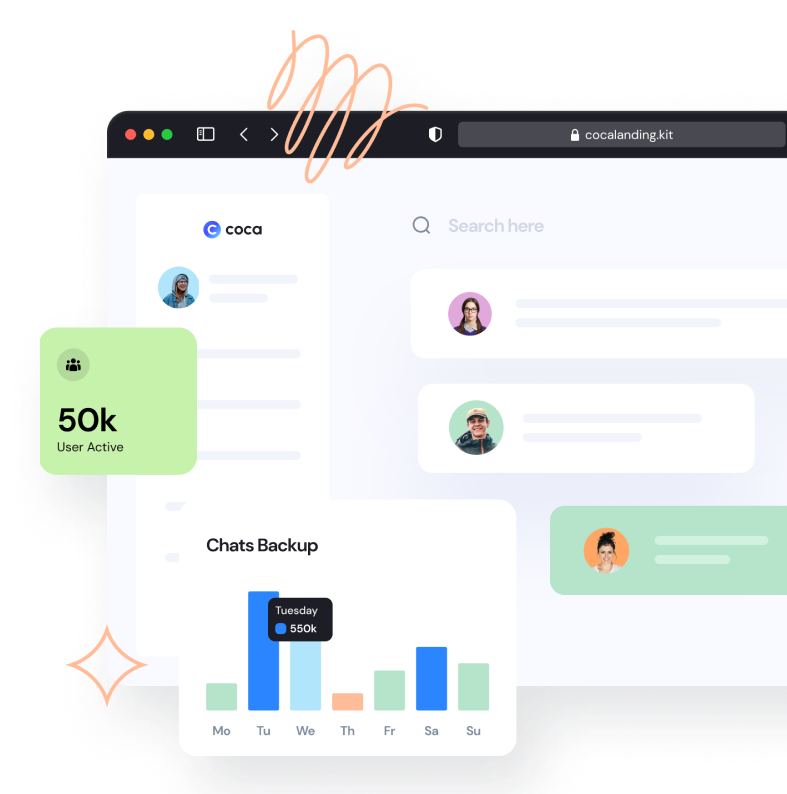 cocalanding.kit
coca
Search here
50k
User Active
Chats Backup
Tuesday
550k
Mo Tu We Th Fr Sa Su